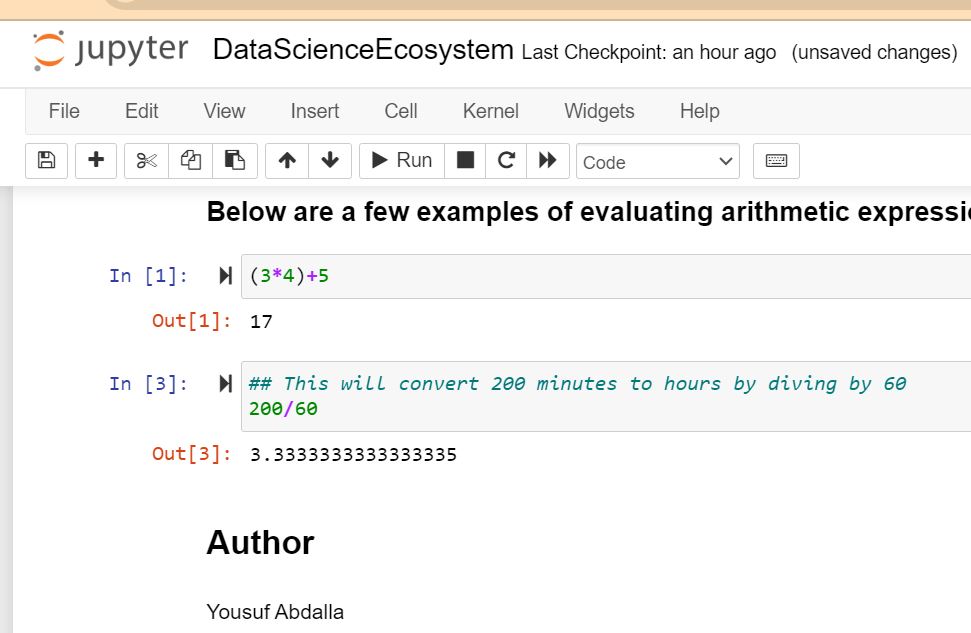 jupyter DataScienceEcosystem Last Checkpoint: an hour ago (unsaved changes)
File Edit View Insert Cell Kernel Widgets Help
Run Code
Below are a few examples of evaluating arithmetic
In [1]: (3*4)+5
Out[1]: 17
In [3]: ## This will convert 200 minutes to hours by diving by 60
200/60
Out[3]: 3.3333333333333335
Author
Yousuf Abdalla